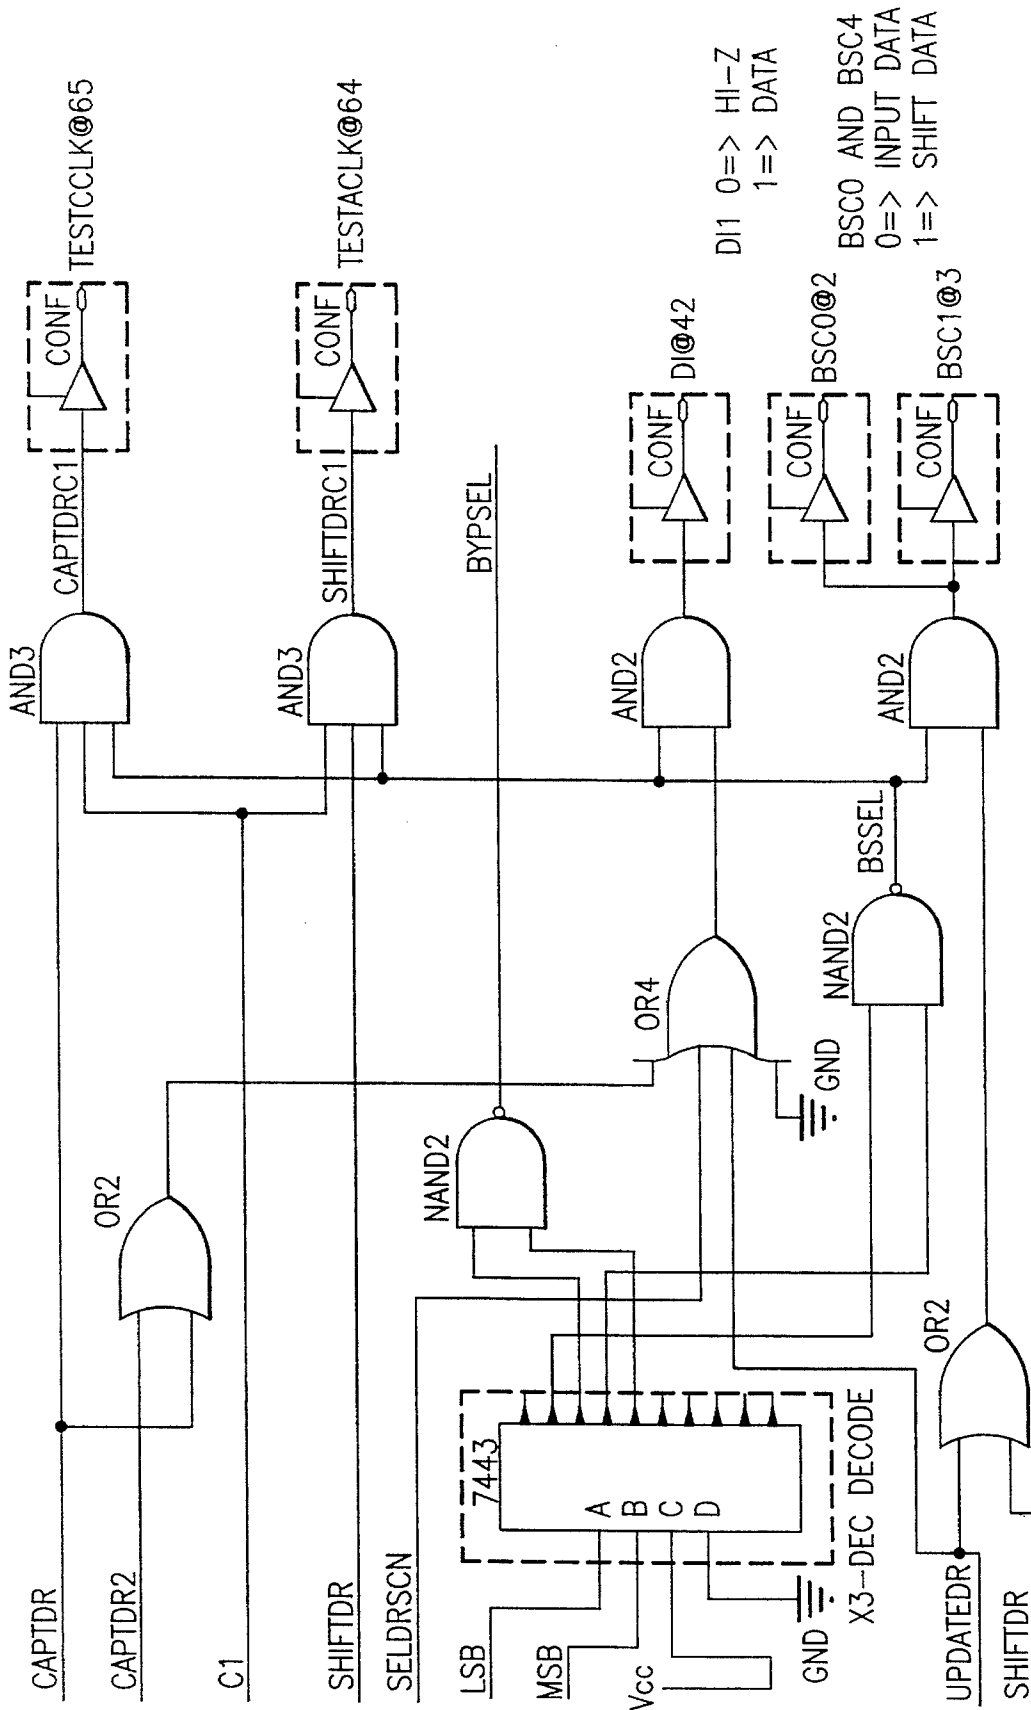 CAPTDR
CAPTDR2
C1
SHIFTDR
SELDRSCN
LSB
MSB
Vcc
GND
UPDATEDR
SHIFTDR
7443
A
B
C
D
X3-DEC DECODE
OR2
NAND2
OR4
GND
OR2
NAND2
BSSEL
AND3
AND3
AND2
AND2
CAPTDRC1
SHIFTDRC1
BYPSEL
CONF
TESTCCLK@65
CONF
TESTACLK@64
CONF
DI@42
CONF
BSC0@2
CONF
BSC1@3
DI1 0=> HI-Z
1=> DATA
BSC0 AND BSC4
0=> INPUT DATA
1=> SHIFT DATA